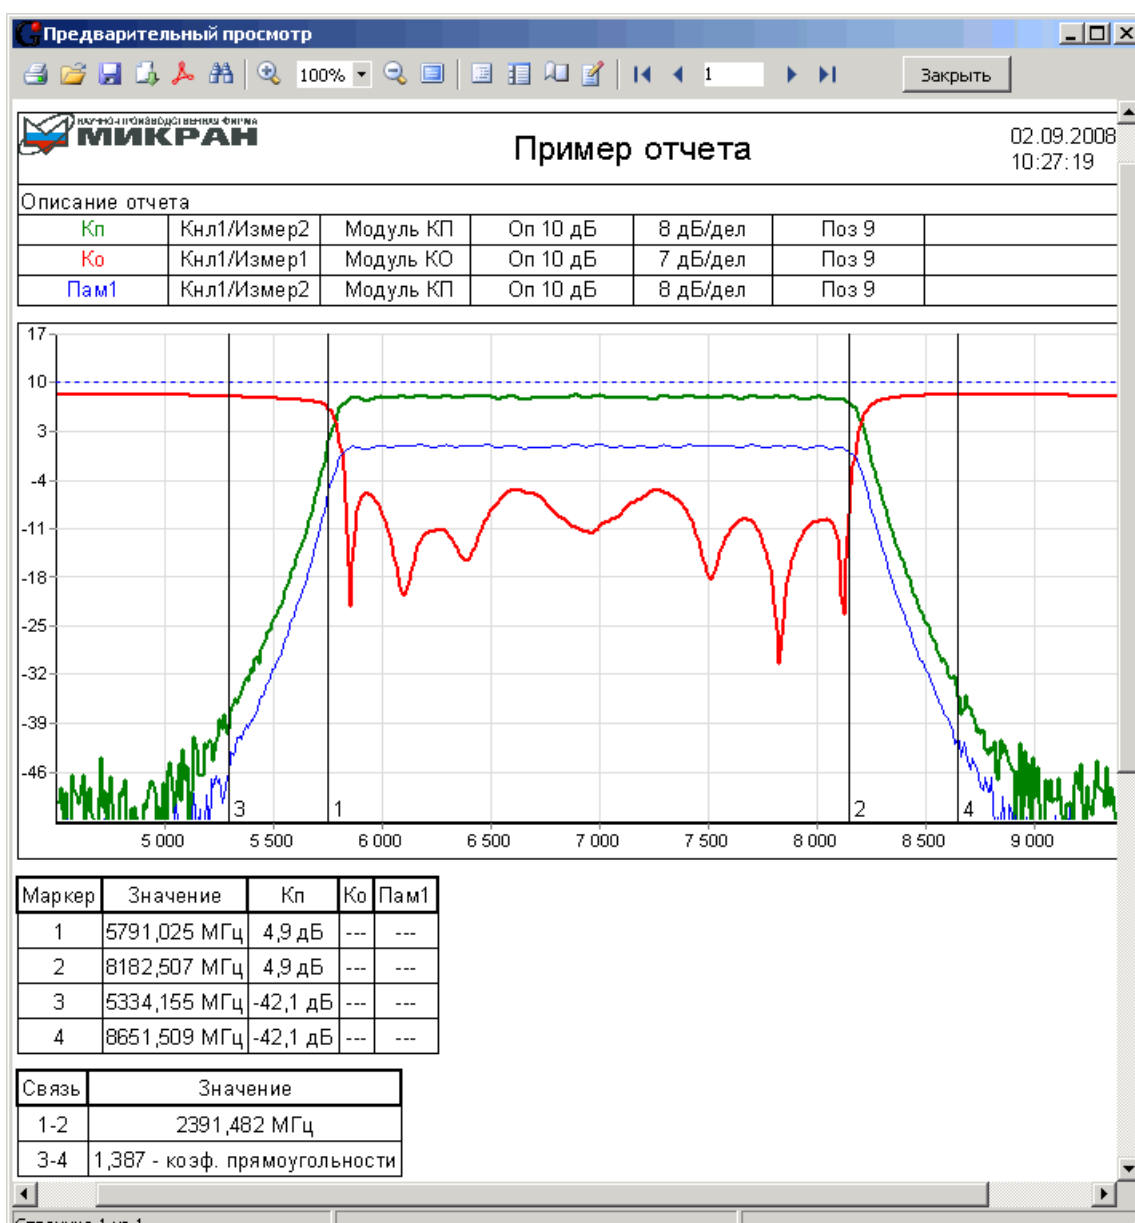 Предварительный просмотр
100%
1
Закрыть
НАУЧНО-ПРОИЗВОДСТВЕННАЯ ФИРМА
МИКРАН
Пример отчета
02.09.2008
10:27:19
Описание отчета
Кп Кнл1/Измер2 Модуль КП Оп 10 дБ 8 дБ/дел Поз 9
Ко Кнл1/Измер1 Модуль КО Оп 10 дБ 7 дБ/дел Поз 9
Пам1 Кнл1/Измер2 Модуль КП Оп 10 дБ 8 дБ/дел Поз 9
17
10
3
-4
-11
-18
-25
-32
-39
-46
3 1 2 4
5 000 5 500 6 000 6 500 7 000 7 500 8 000 8 500 9 000
Маркер Значение Кп Ко Пам1
1 5791,025 МГц 4,9 дБ --- ---
2 8182,507 МГц 4,9 дБ --- ---
3 5334,155 МГц -42,1 дБ --- ---
4 8651,509 МГц -42,1 дБ --- ---
Связь Значение
1-2 2391,482 МГц
3-4 1,387 - коэф. прямоугольности
Страница 1 из 1